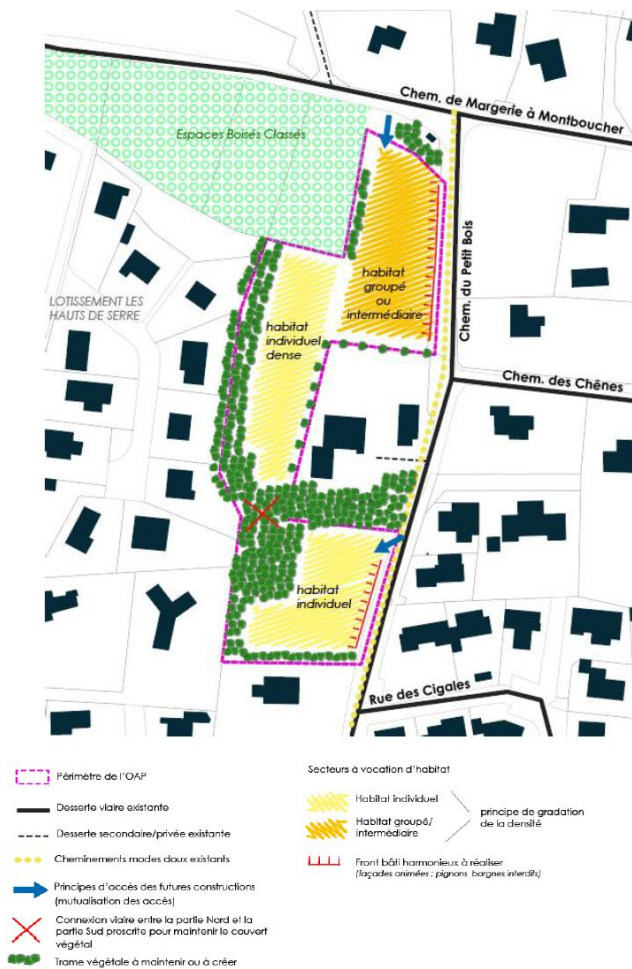 Chem. de Margerie à Montboucher
Espaces Boisés Classés
Chem. du Petit Bois
habitat
groupé
ou
intermédiaire
LOTISSEMENT LES
HAUTS DE SERRE
habitat
individuel
dense
Chem. des Chênes
habitat
individuel
Rue des Cigales
Périmètre de l'OAP
Desserte viaire existante
Desserte secondaire/privée existante
Cheminements modes doux existants
Principes d'accès des futures constructions
(mutualisation des accès)
Connexion viaire entre la partie Nord et la
partie Sud proscrite pour maintenir le couvert
végétal
Trame végétale à maintenir ou à créer
Secteurs à vocation d'habitat
Habitat individuel
Habitat groupé/
intermédiaire
principe de gradation
de la densité
Front bâti harmonieux à réaliser
(façades animées ; pignons borgnes interdits)